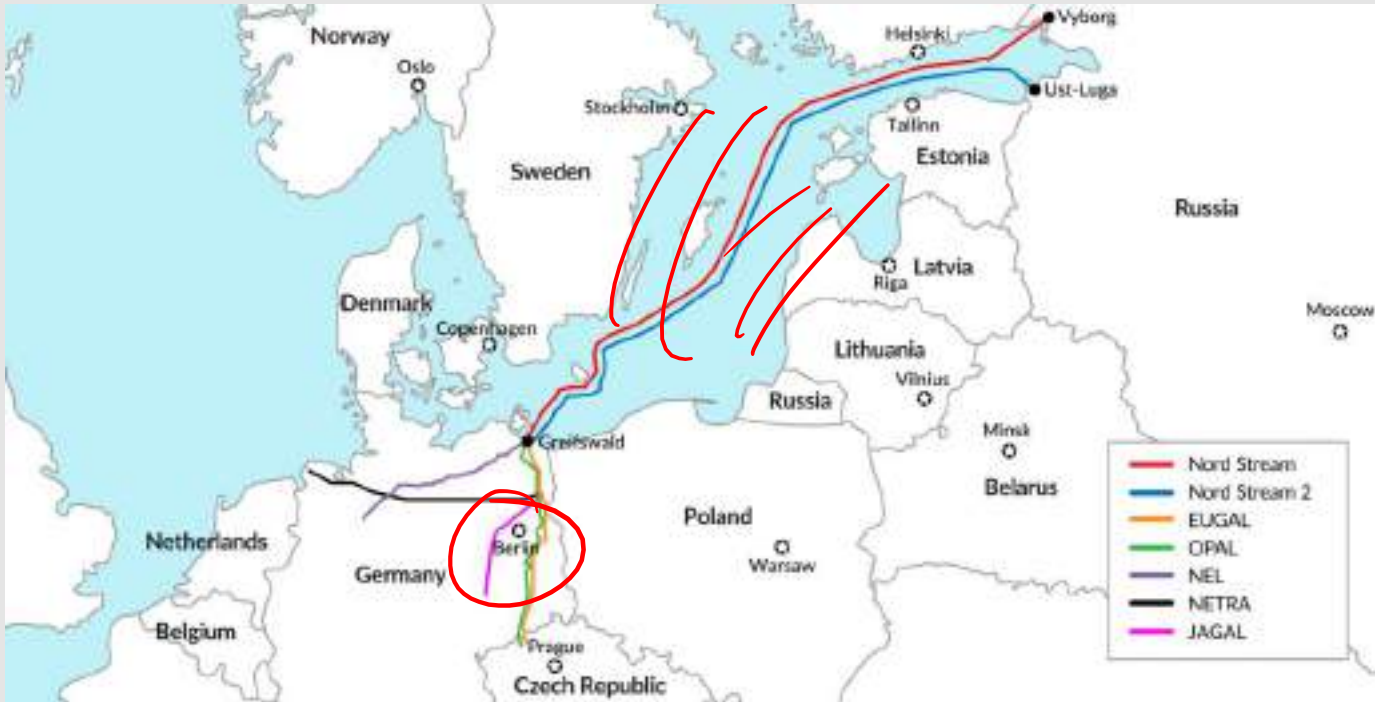 Norway
Oslo
Helsinki
Vyborg
Stockholm
Ust-Luga
Tallinn
Sweden
Estonia
Russia
Riga
Latvia
Denmark
Moscow
Copenhagen
Lithuania
Vilnius
Russia
Greifswald
Minsk
Belarus
Poland
Netherlands
Berlin
Warsaw
Germany
Belgium
Prague
Czech Republic
Nord Stream
Nord Stream 2
EUGAL
OPAL
NEL
NETRA
JAGAL